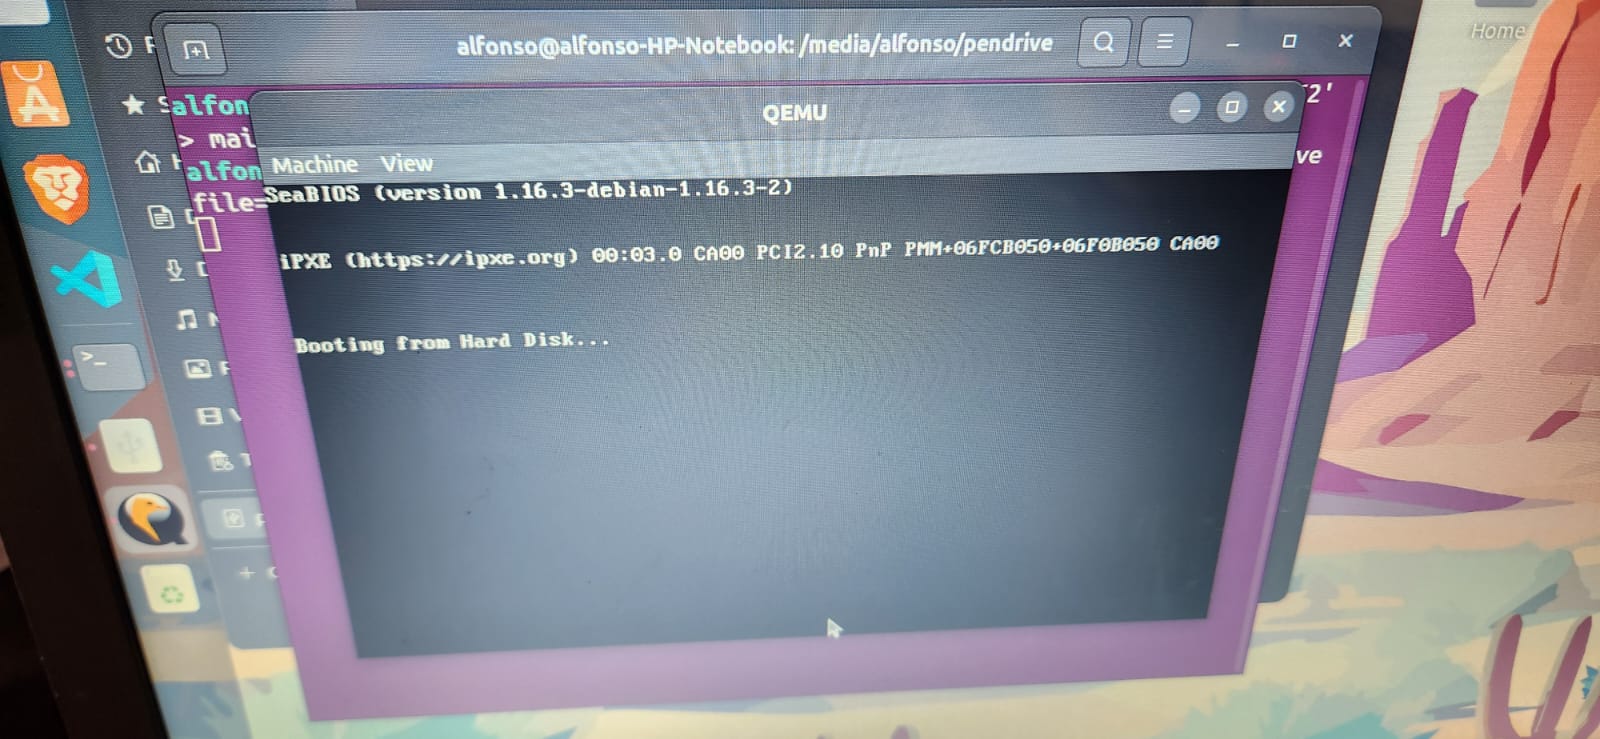 alfonso@alfonso-HP-Notebook: /media/alfonso/pendrive
Home
alfon
> mai
alfon
file=
2'
ve
QEMU
Machine View
SeaBIOS (version 1.16.3-debian-1.16.3-2)
iPXE (https://ipxe.org) 00:03.0 CA00 PCI2.10 PnP PMM+06FCB050+06F0B050 CA00
Booting from Hard Disk...